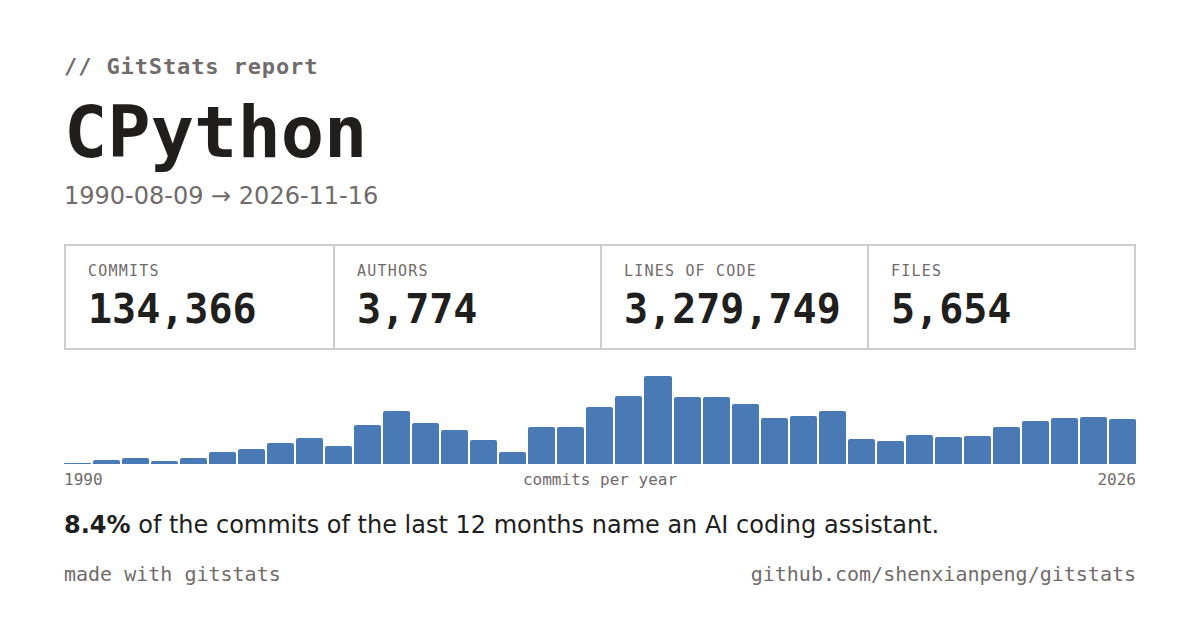 // GitStats report
CPython
1990-08-09 → 2026-11-16
COMMITS AUTHORS LINES OF CODE FILES
134,366 3,774 3,279,749 5,654
1990 commits per year 2026
8.4% of the commits of the last 12 months name an AI coding assistant.
made with gitstats github.com/shenxianpeng/gitstats